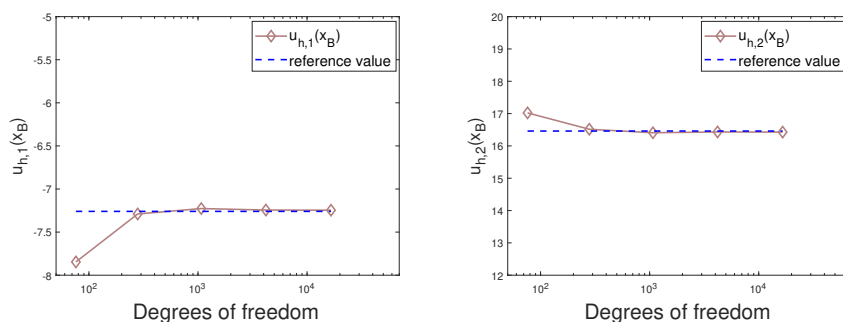 -5
-5.5
-6
-6.5
-7
-7.5
-8
u_{h,1}(x_B)
u_{h,1}(x_B)
reference value
10^2
10^3
10^4
Degrees of freedom
20
19
18
17
16
15
14
13
12
u_{h,2}(x_B)
u_{h,2}(x_B)
reference value
10^2
10^3
10^4
Degrees of freedom